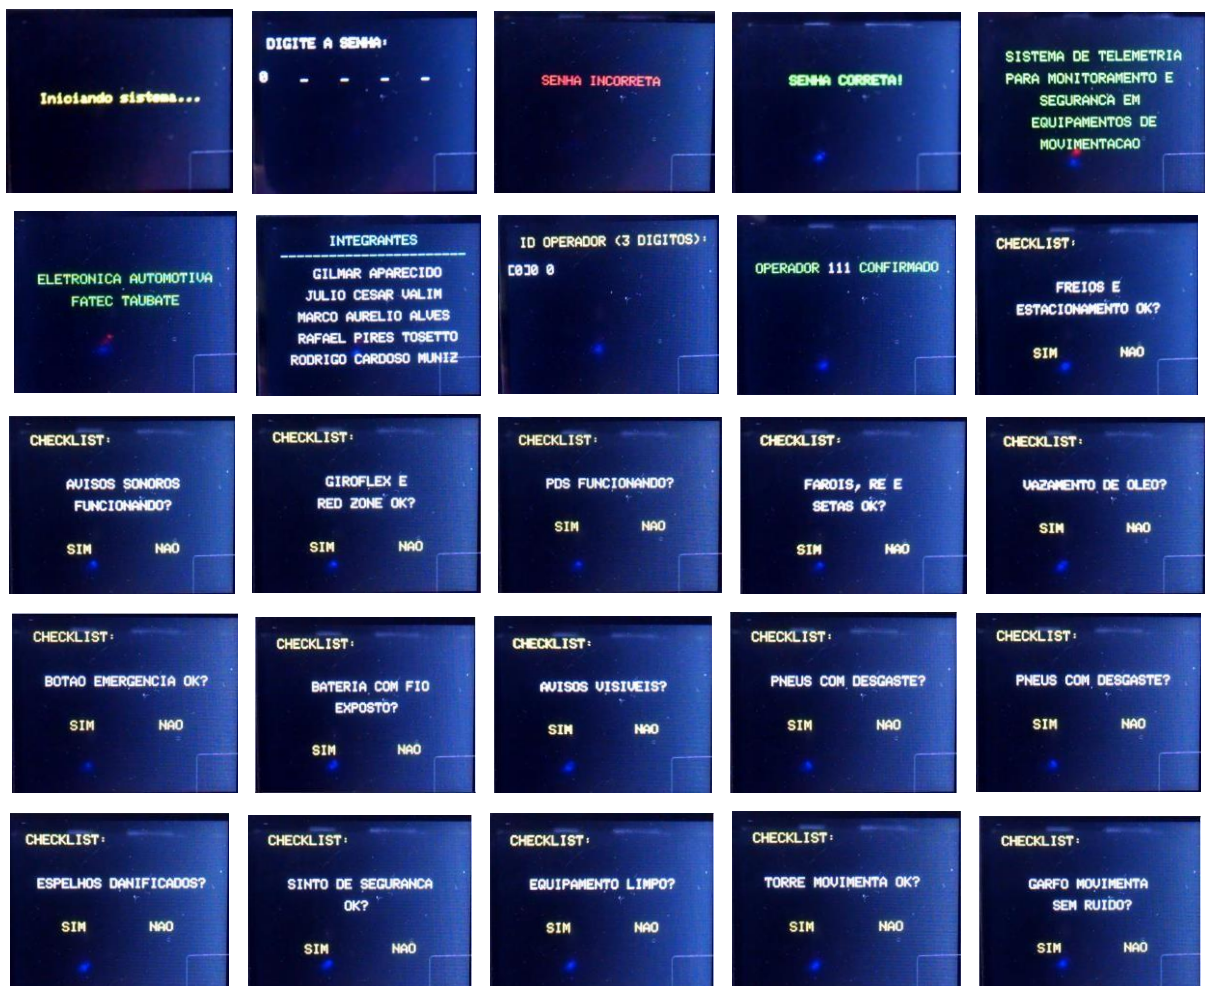 Iniciando sistema...
DIGITE A SENHA:
0 _ _ _ _
SENHA INCORRETA
SENHA CORRETA!
SISTEMA DE TELEMETRIA
PARA MONITORAMENTO E
SEGURANCA EM
EQUIPAMENTOS DE
MOVIMENTACAO
ELETRONICA AUTOMOTIVA
FATEC TAUBATE
INTEGRANTES
GILMAR APARECIDO
JULIO CESAR VALIM
MARCO AURELIO ALVES
RAFAEL PIRES TOSETTO
RODRIGO CARDOSO MUNIZ
ID OPERADOR (3 DIGITOS):
[0]0 0
OPERADOR 111 CONFIRMADO
CHECKLIST:
FREIOS E
ESTACIONAMENTO OK?
SIM NAO
CHECKLIST:
AVISOS SONOROS
FUNCIONANDO?
SIM NAO
CHECKLIST:
GIROFLEX E
RED ZONE OK?
SIM NAO
CHECKLIST:
PDS FUNCIONANDO?
SIM NAO
CHECKLIST:
FAROIS, RE E
SETAS OK?
SIM NAO
CHECKLIST:
VAZAMENTO DE OLEO?
SIM NAO
CHECKLIST:
BOTAO EMERGENCIA OK?
SIM NAO
CHECKLIST:
BATERIA COM FIO
EXPOSTO?
SIM NAO
CHECKLIST:
AVISOS VISIVEIS?
SIM NAO
CHECKLIST:
PNEUS COM DESGASTE?
SIM NAO
CHECKLIST:
PNEUS COM DESGASTE?
SIM NAO
CHECKLIST:
ESPELHOS DANIFICADOS?
SIM NAO
CHECKLIST:
SINTO DE SEGURANCA
OK?
SIM NAO
CHECKLIST:
EQUIPAMENTO LIMPO?
SIM NAO
CHECKLIST:
TORRE MOVIMENTA OK?
SIM NAO
CHECKLIST:
GARFO MOVIMENTA
SEM RUIDO?
SIM NAO